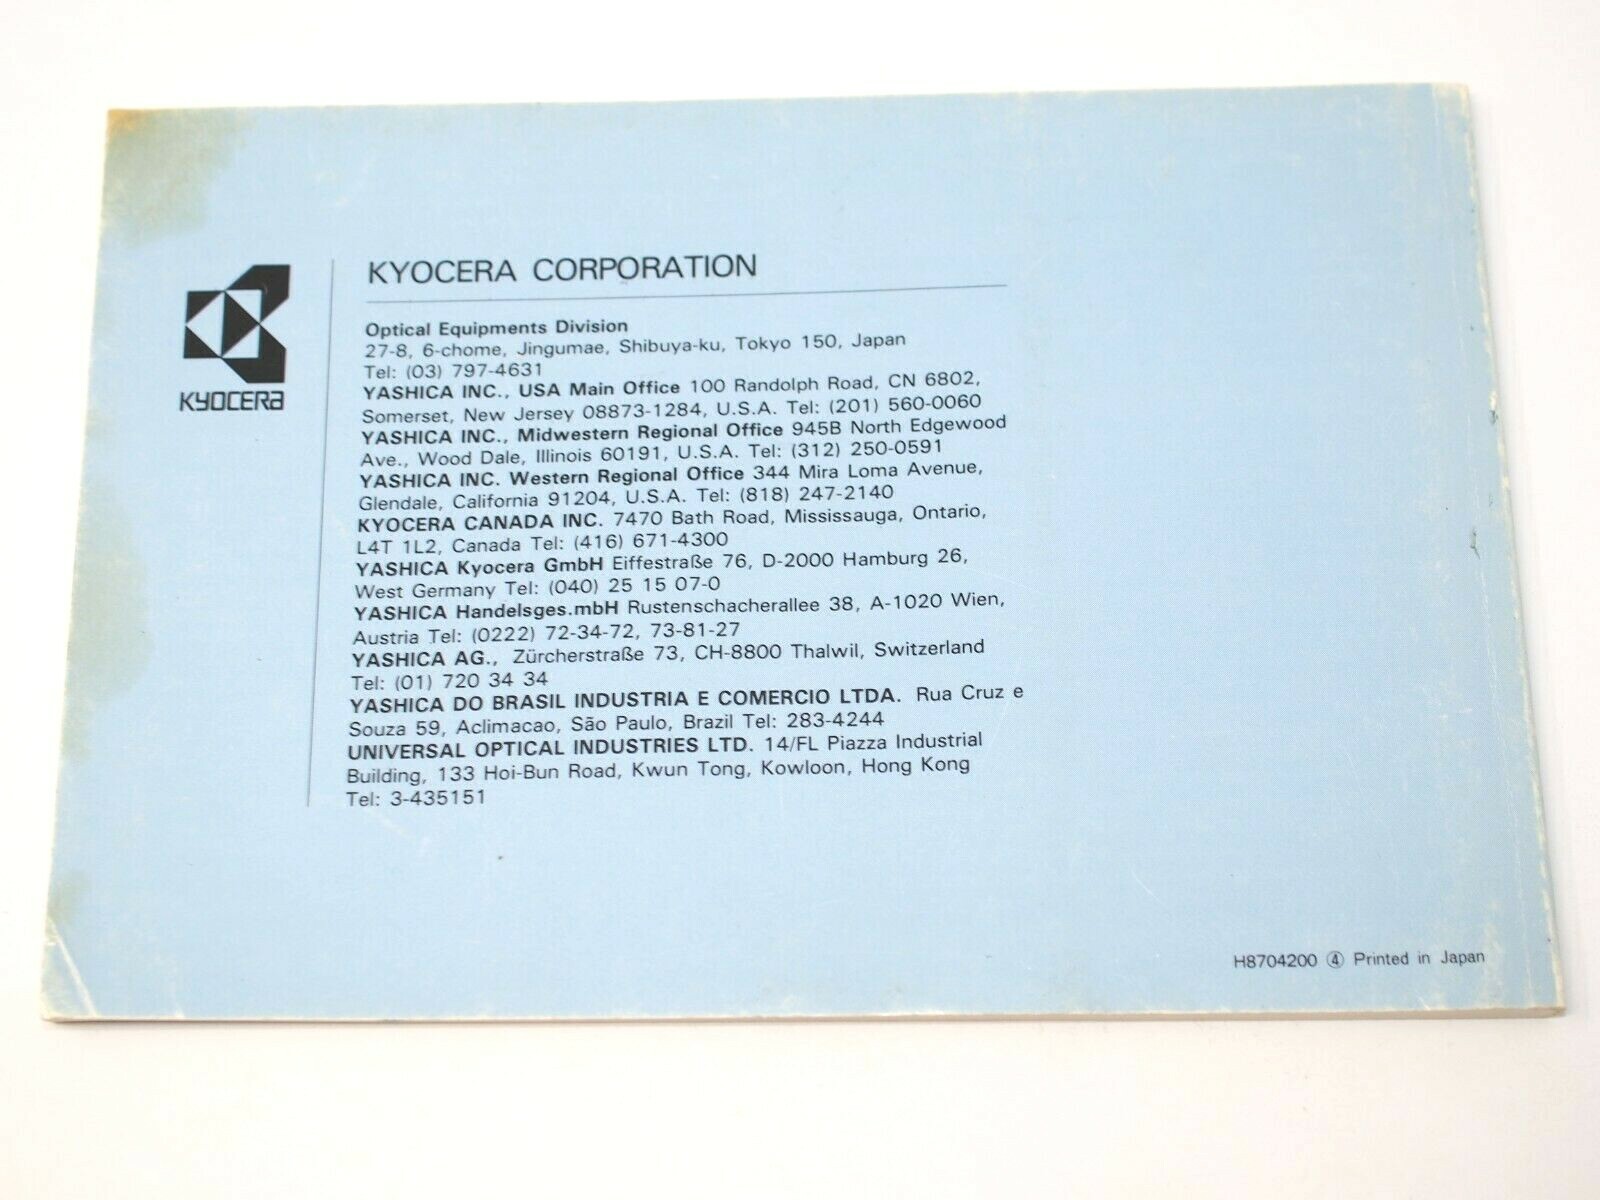 KYOCERA
KYOCERA CORPORATION
Optical Equipments Division
27-8, 6-chome, Jingumae, Shibuya-ku, Tokyo 150, Japan
Tel: (03) 797-4631
YASHICA INC., USA Main Office 100 Randolph Road, CN 6802,
Somerset, New Jersey 08873-1284, U.S.A. Tel: (201) 560-0060
YASHICA INC., Midwestern Regional Office 945B North Edgewood
Ave., Wood Dale, Illinois 60191, U.S.A. Tel: (312) 250-0591
YASHICA INC. Western Regional Office 344 Mira Loma Avenue,
Glendale, California 91204, U.S.A. Tel: (818) 247-2140
KYOCERA CANADA INC. 7470 Bath Road, Mississauga, Ontario,
L4T 1L2, Canada Tel: (416) 671-4300
YASHICA Kyocera GmbH Eiffestraße 76, D-2000 Hamburg 26,
West Germany Tel: (040) 25 15 07-0
YASHICA Handelsges.mbH Rustenschacherallee 38, A-1020 Wien,
Austria Tel: (0222) 72-34-72, 73-81-27
YASHICA AG., Zürcherstraße 73, CH-8800 Thalwil, Switzerland
Tel: (01) 720 34 34
YASHICA DO BRASIL INDUSTRIA E COMERCIO LTDA. Rua Cruz e
Souza 59, Aclimacao, São Paulo, Brazil Tel: 283-4244
UNIVERSAL OPTICAL INDUSTRIES LTD. 14/FL Piazza Industrial
Building, 133 Hoi-Bun Road, Kwun Tong, Kowloon, Hong Kong
Tel: 3-435151
H8704200 ④ Printed in Japan